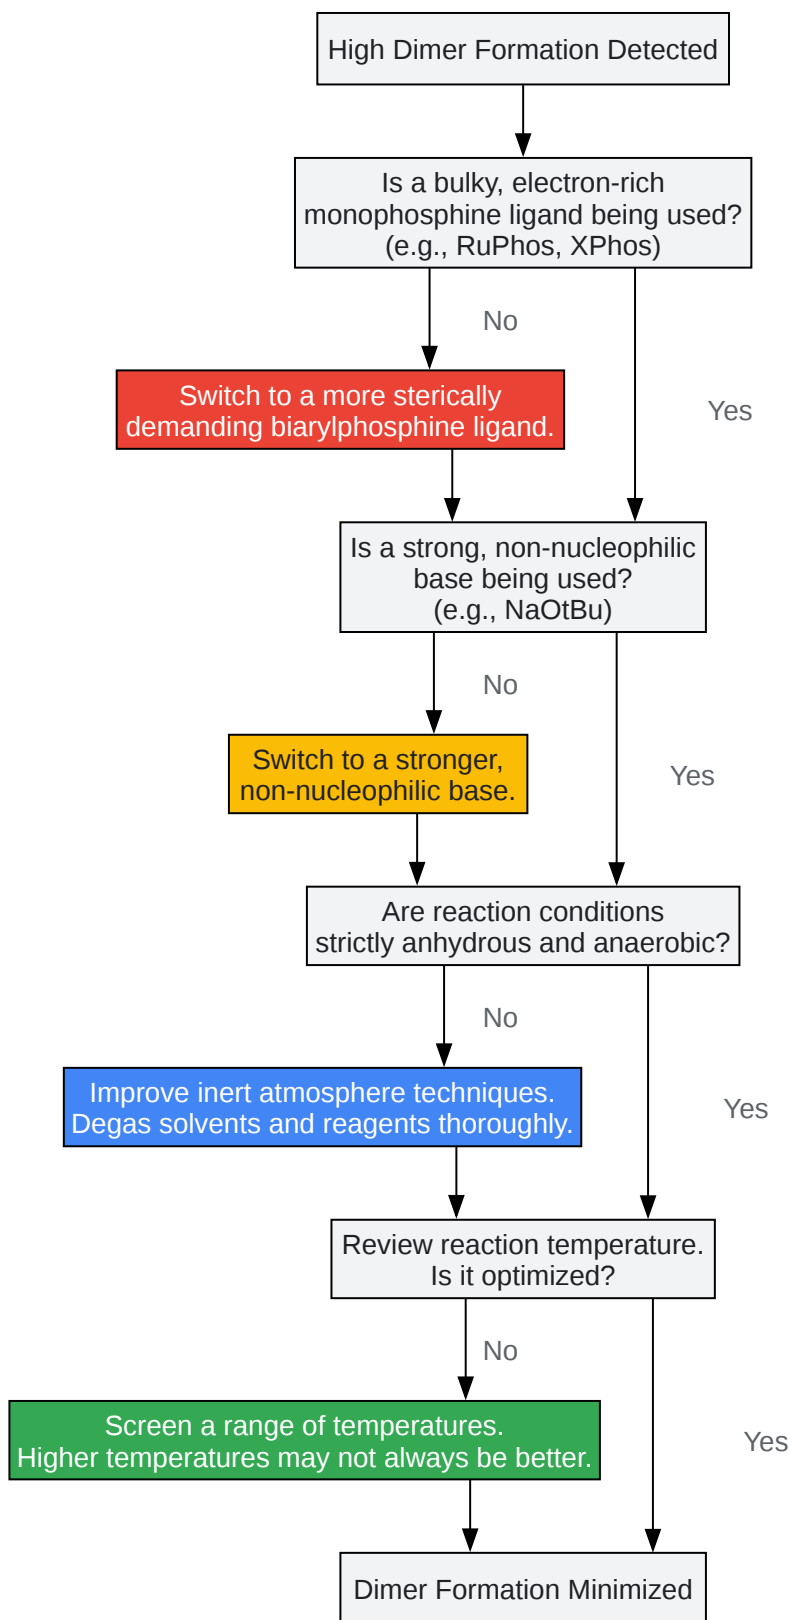 High Dimer Formation Detected
Is a bulky, electron-rich
monophosphine ligand being used?
(e.g., RuPhos, XPhos)
No
Switch to a more sterically
demanding biarylphosphine ligand.
Yes
Is a strong, non-nucleophilic
base being used?
(e.g., NaOtBu)
No
Switch to a stronger,
non-nucleophilic base.
Yes
Are reaction conditions
strictly anhydrous and anaerobic?
No
Improve inert atmosphere techniques.
Degas solvents and reagents thoroughly.
Yes
Review reaction temperature.
Is it optimized?
No
Screen a range of temperatures.
Higher temperatures may not always be better.
Yes
Dimer Formation Minimized